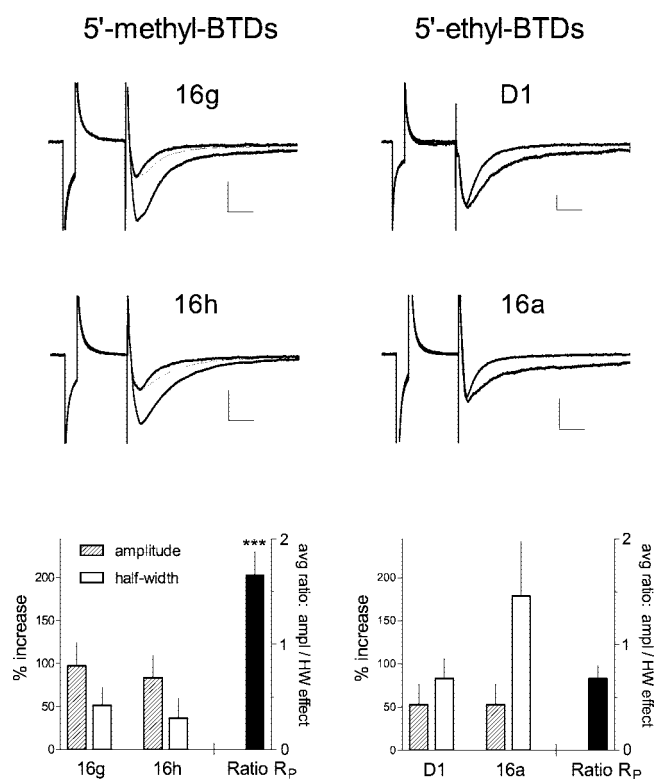 5'-methyl-BTDs
5'-ethyl-BTDs
16g
D1
16h
16a
amplitude
half-width
***
% increase
200
150
100
50
0
2
1
0
avg ratio: ampl / HW effect
16g
16h
Ratio RP
% increase
200
150
100
50
0
2
1
0
avg ratio: ampl / HW effect
D1
16a
Ratio RP